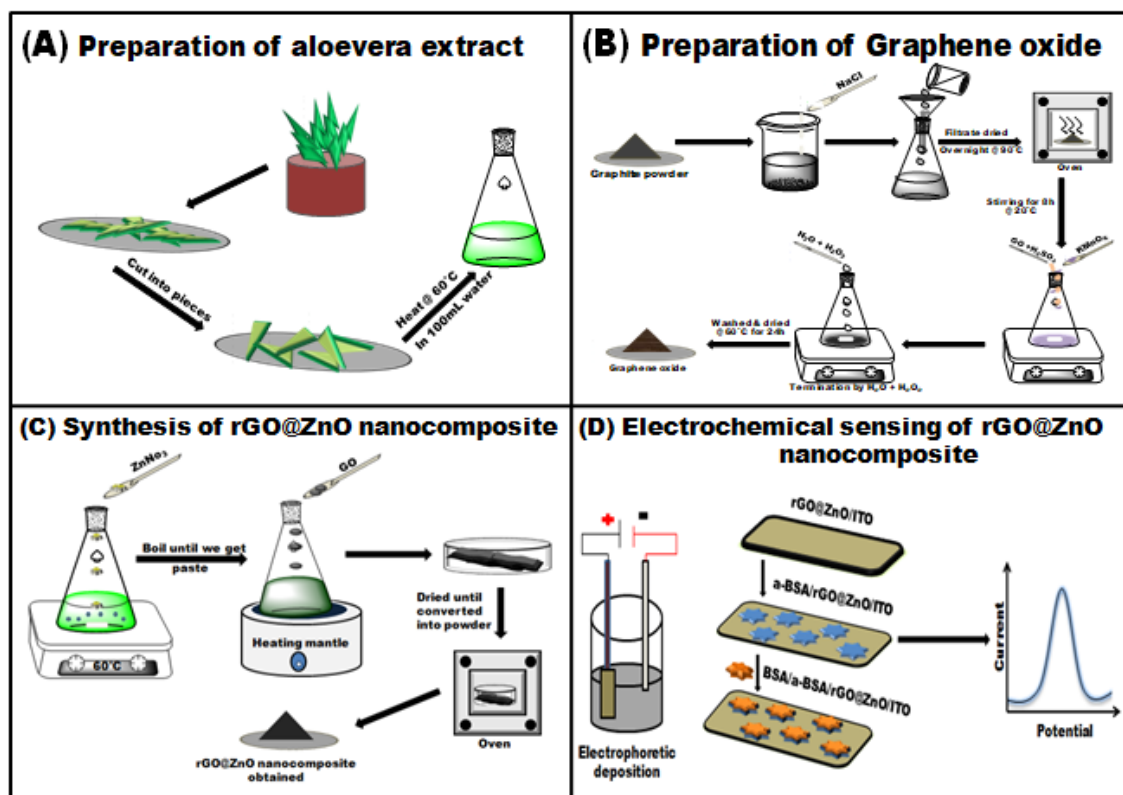 (A) Preparation of aloevera extract
Cut into pieces
Heat @ 60˚C
In 100mL water
(B) Preparation of Graphene oxide
Graphite powder
NaCl
Filtrate dried
Overnight @ 90˚C
Oven
Stirring for 8h
@ 20˚C
KMnO₄
H₂O + H₂O₂
Termination by H₂O + H₂O₂
Washed & dried
@ 60˚C for 24h
Graphene oxide
(C) Synthesis of rGO@ZnO nanocomposite
ZnNo₃
60˚C
Boil until we get
paste
GO
Heating mantle
Dried until
converted
into powder
Oven
rGO@ZnO nanocomposite
obtained
(D) Electrochemical sensing of rGO@ZnO
nanocomposite
+ -
Electrophoretic
deposition
rGO@ZnO/ITO
a-BSA/rGO@ZnO/ITO
BSA/a-BSA/rGO@ZnO/ITO
Current
Potential